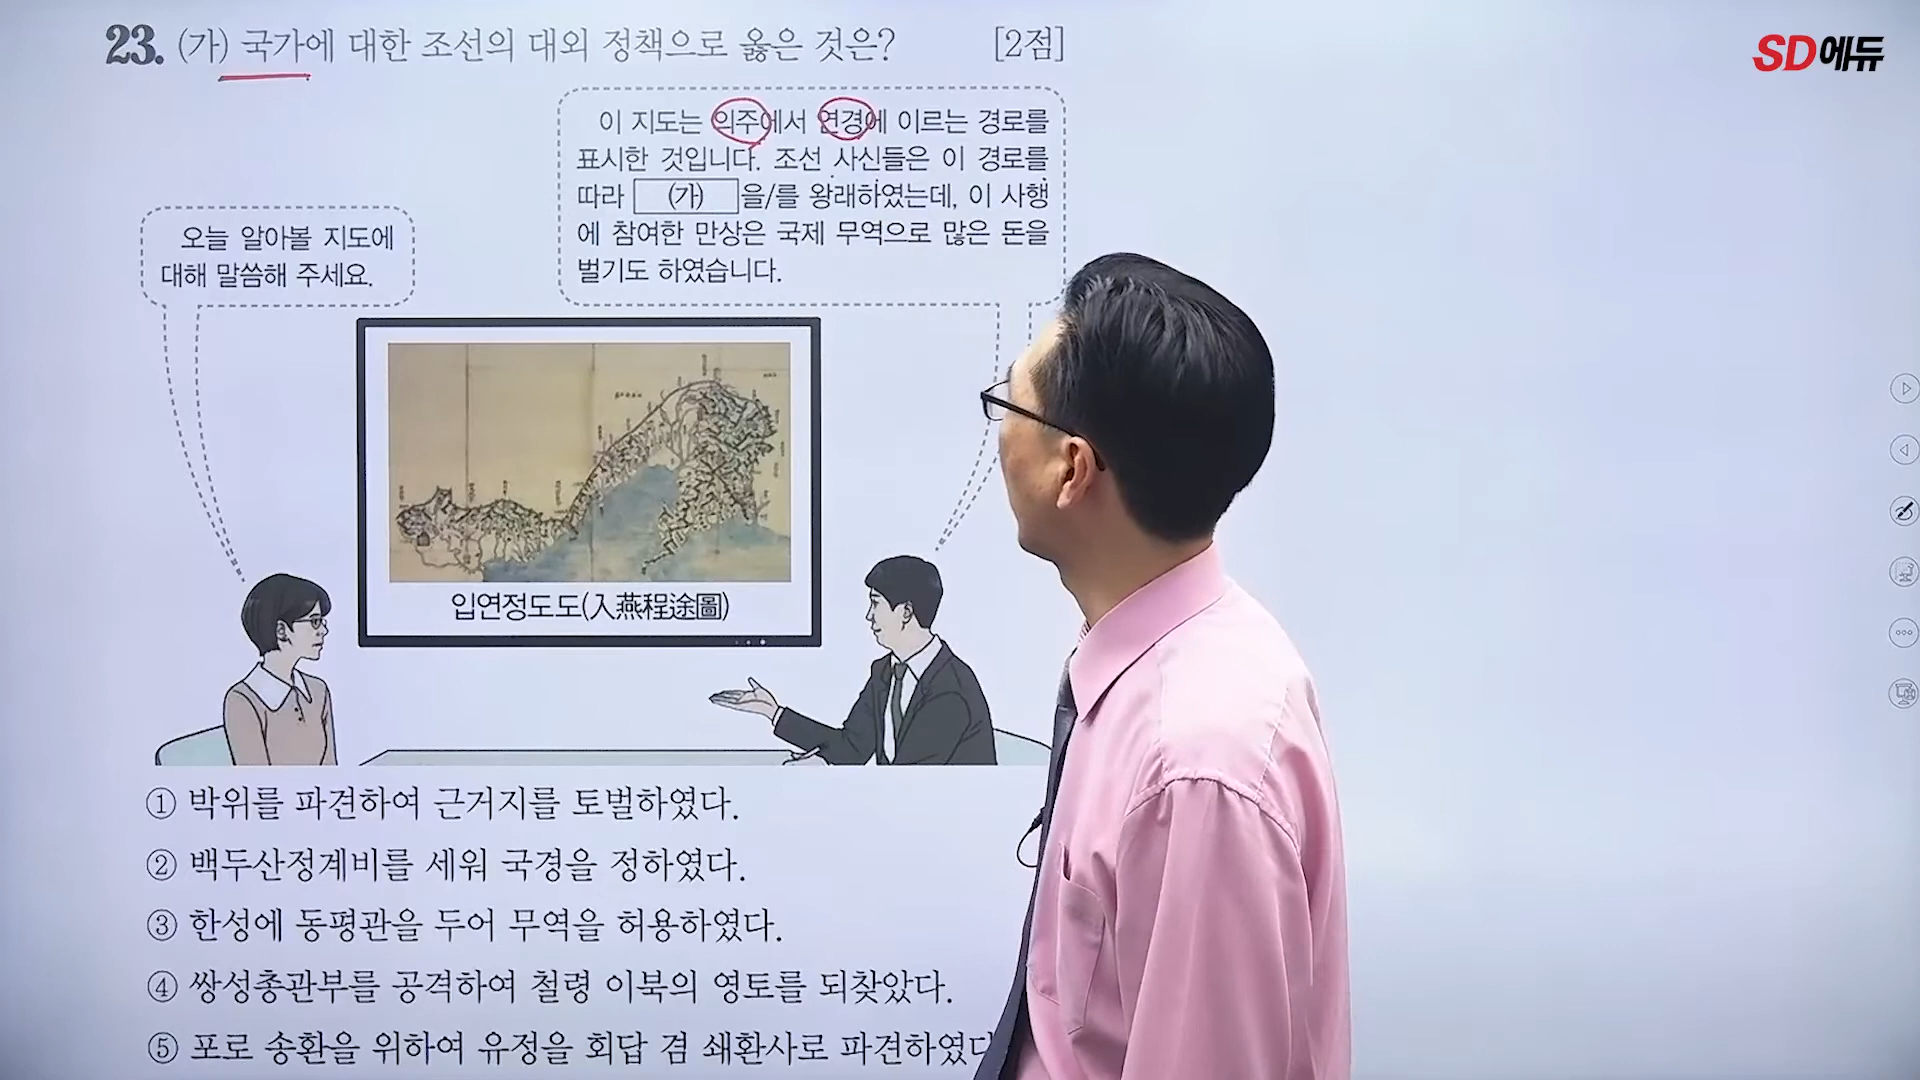 23. (가) 국가에 대한 조선의 대외 정책으로 옳은 것은? [2점]
SD에듀
이 지도는 의주에서 연경에 이르는 경로를
표시한 것입니다. 조선 사신들은 이 경로를
따라 (가) 을/를 왕래하였는데, 이 사행
에 참여한 만상은 국제 무역으로 많은 돈을
벌기도 하였습니다.
오늘 알아볼 지도에
대해 말씀해 주세요.
입연정도도(入燕程途圖)
① 박위를 파견하여 근거지를 토벌하였다.
② 백두산정계비를 세워 국경을 정하였다.
③ 한성에 동평관을 두어 무역을 허용하였다.
④ 쌍성총관부를 공격하여 철령 이북의 영토를 되찾았다.
⑤ 포로 송환을 위하여 유정을 회답 겸 쇄환사로 파견하였다